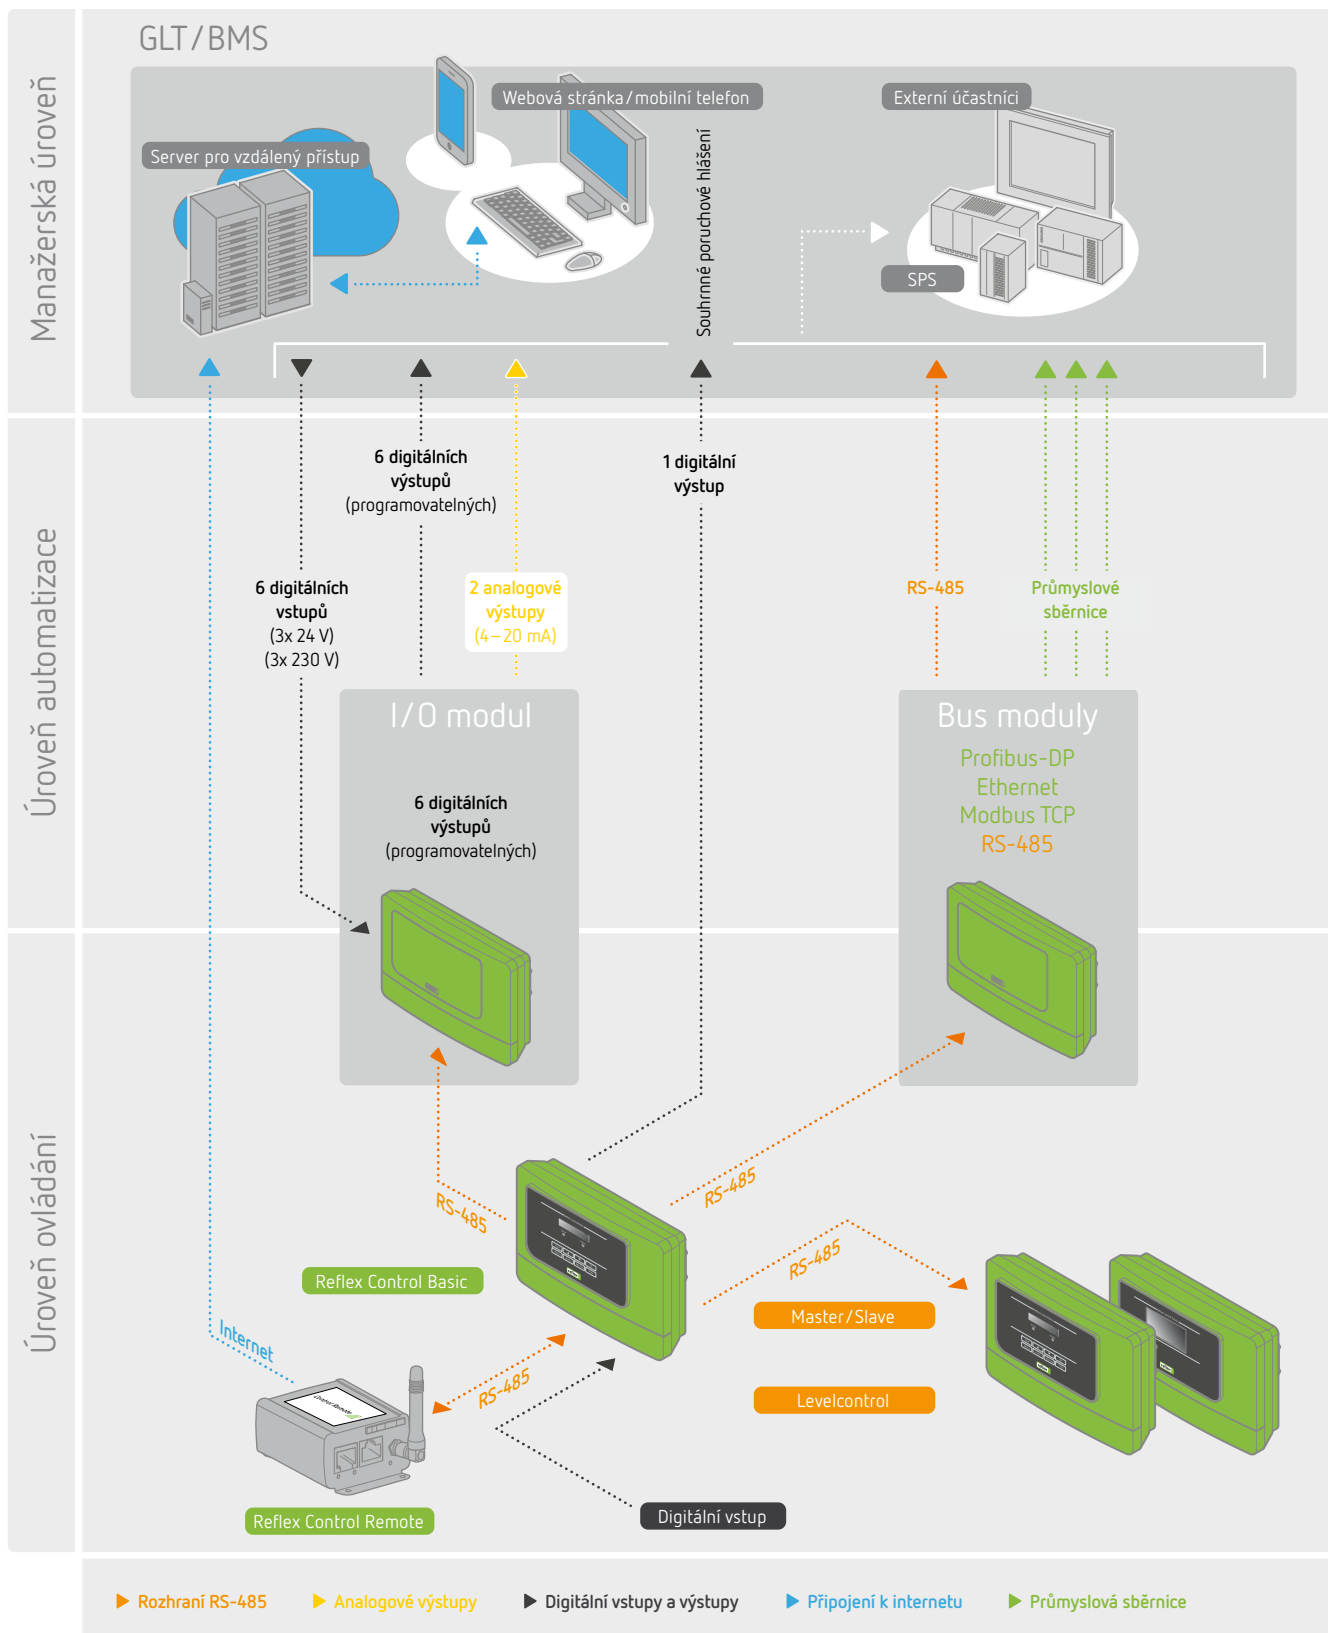 GLT/BMS
Manažerská úroveň
Webová stránka/mobilní telefon
Externí účastníci
Server pro vzdálený přístup
Souhrnné poruchové hlášení
SPS
Úroveň automatizace
6 digitálních
výstupů
(programovatelných)
1 digitální
výstup
6 digitálních
vstupů
(3x 24 V)
(3x 230 V)
2 analogové
výstupy
(4–20 mA)
RS-485
Průmyslové
sběrnice
I/O modul
6 digitálních
výstupů
(programovatelných)
Bus moduly
Profibus-DP
Ethernet
Modbus TCP
RS-485
Úroveň ovládání
RS-485
RS-485
RS-485
Reflex Control Basic
Master/Slave
Internet
RS-485
Levelcontrol
Control Remote
Reflex Control Remote
Digitální vstup
Rozhraní RS-485
Analogové výstupy
Digitální vstupy a výstupy
Připojení k internetu
Průmyslová sběrnice